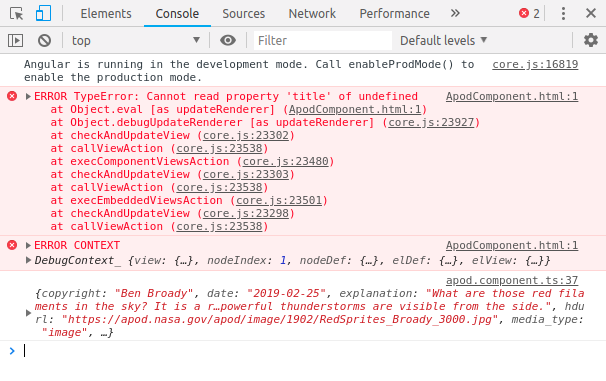 Elements Console Sources Network Performance » 2
top Filter Default levels
Angular is running in the development mode. Call enableProdMode() to core.js:16819
enable the production mode.
ERROR TypeError: Cannot read property 'title' of undefined ApodComponent.html:1
at Object.eval [as updateRenderer] (ApodComponent.html:1)
at Object.debugUpdateRenderer [as updateRenderer] (core.js:23927)
at checkAndUpdateView (core.js:23302)
at callViewAction (core.js:23538)
at execComponentViewsAction (core.js:23480)
at checkAndUpdateView (core.js:23303)
at callViewAction (core.js:23538)
at execEmbeddedViewsAction (core.js:23501)
at checkAndUpdateView (core.js:23298)
at callViewAction (core.js:23538)
ERROR CONTEXT ApodComponent.html:1
DebugContext_ {view: {…}, nodeIndex: 1, nodeDef: {…}, elDef: {…}, elView: {…}}
apod.component.ts:37
{copyright: "Ben Broady", date: "2019-02-25", explanation: "What are those red fila
ments in the sky? It is a r…powerful thunderstorms are visible from the side.", hdu
rl: "https://apod.nasa.gov/apod/image/1902/RedSprites_Broady_3000.jpg", media_type:
"image", …}